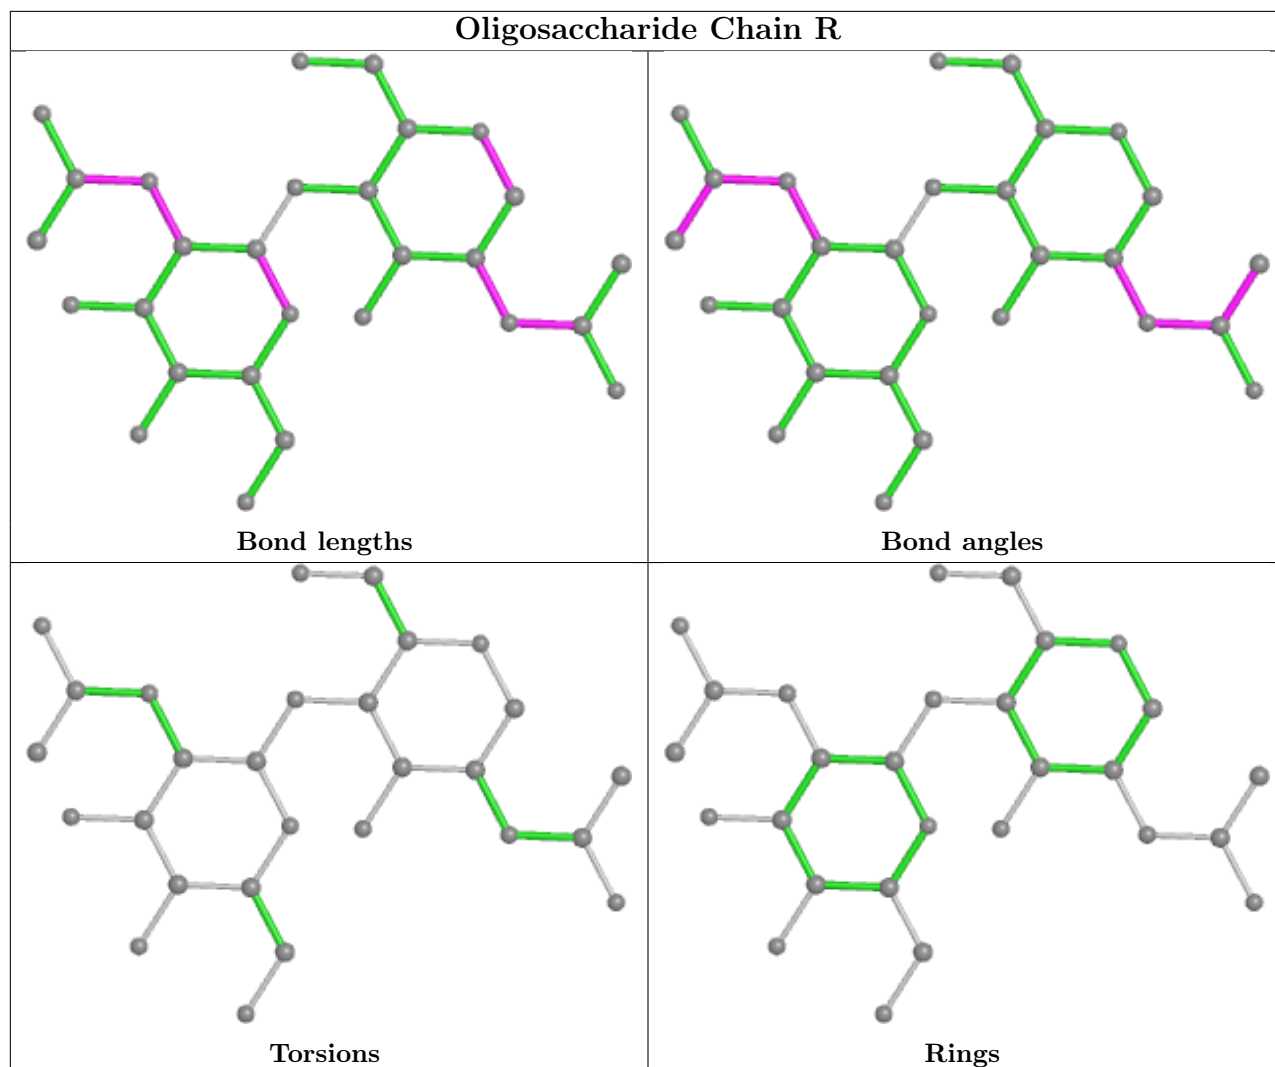 Oligosaccharide Chain R
Bond lengths
Bond angles
Torsions
Rings